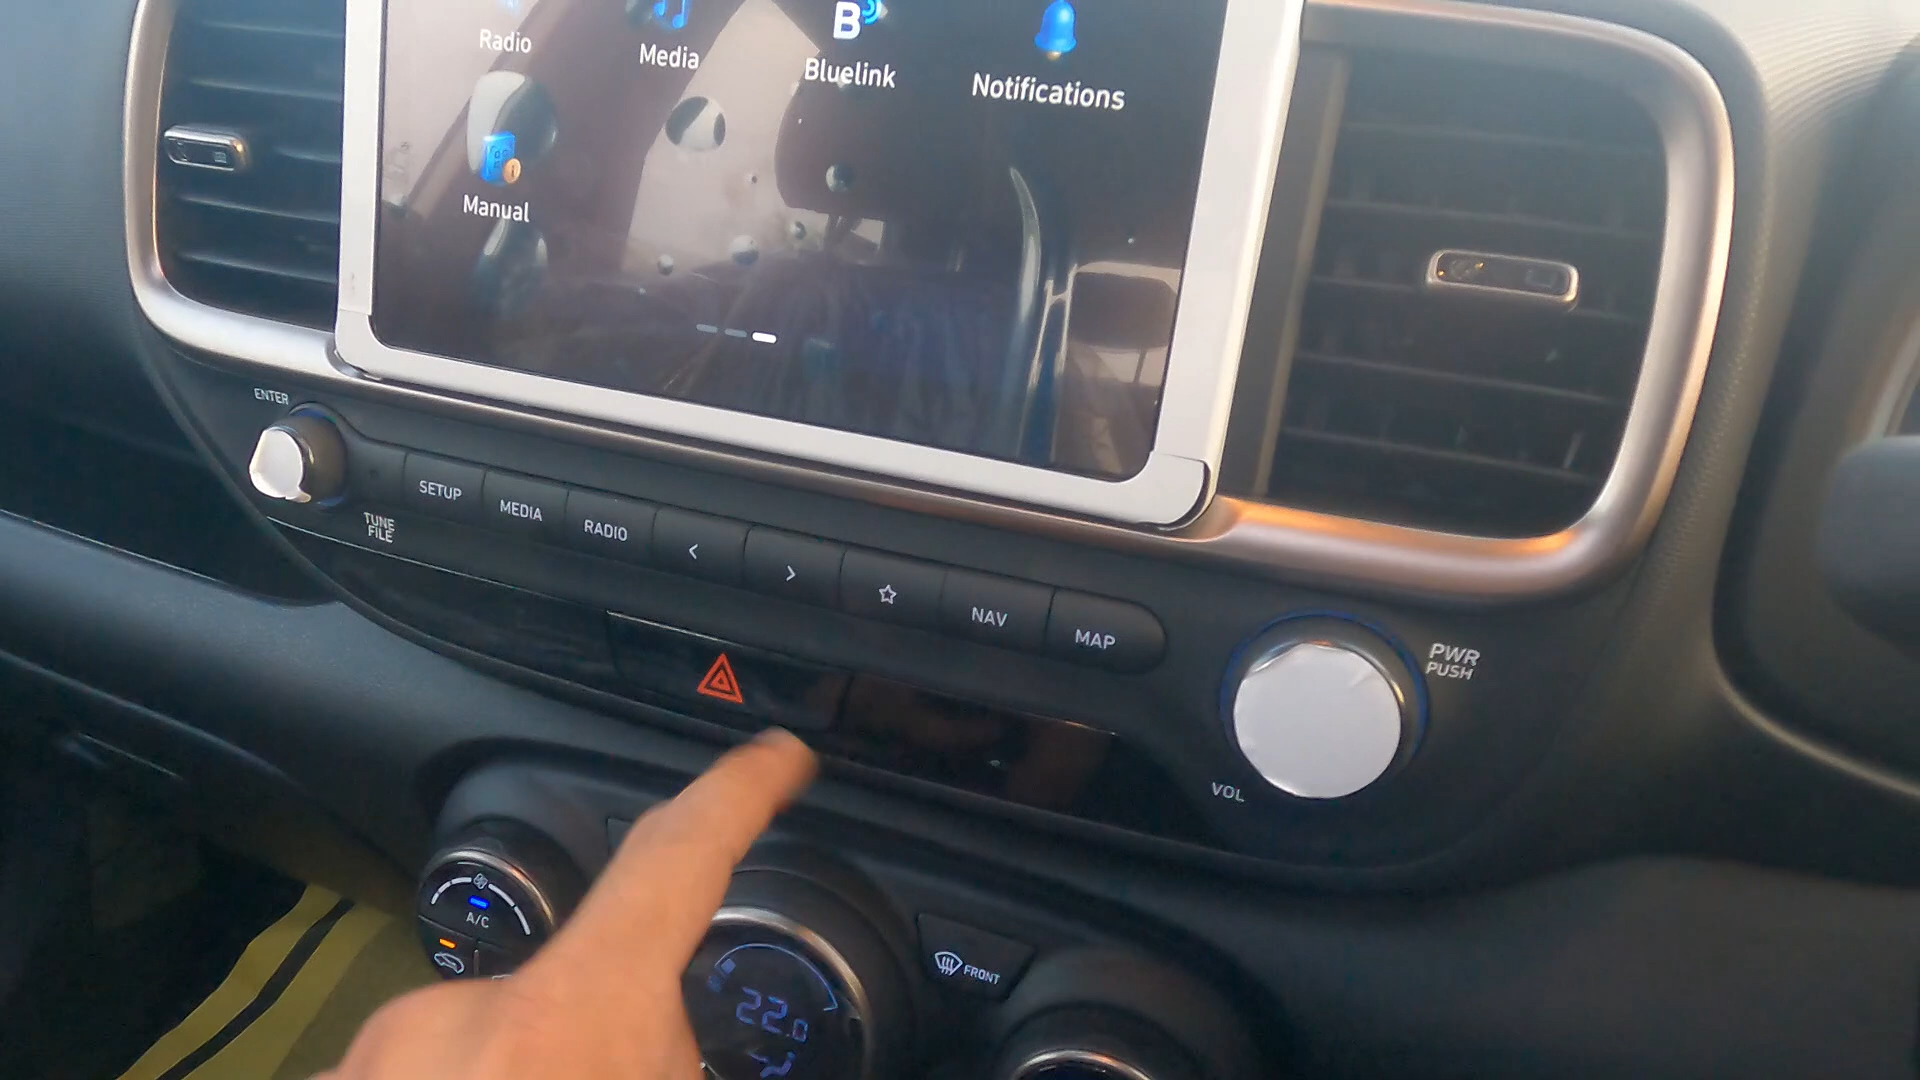 Radio
Media
Bluelink
Notifications
Manual
ENTER
TUNE
FILE
SETUP
MEDIA
RADIO
<
>
NAV
MAP
PWR
PUSH
VOL
A/C
FRONT
22.0